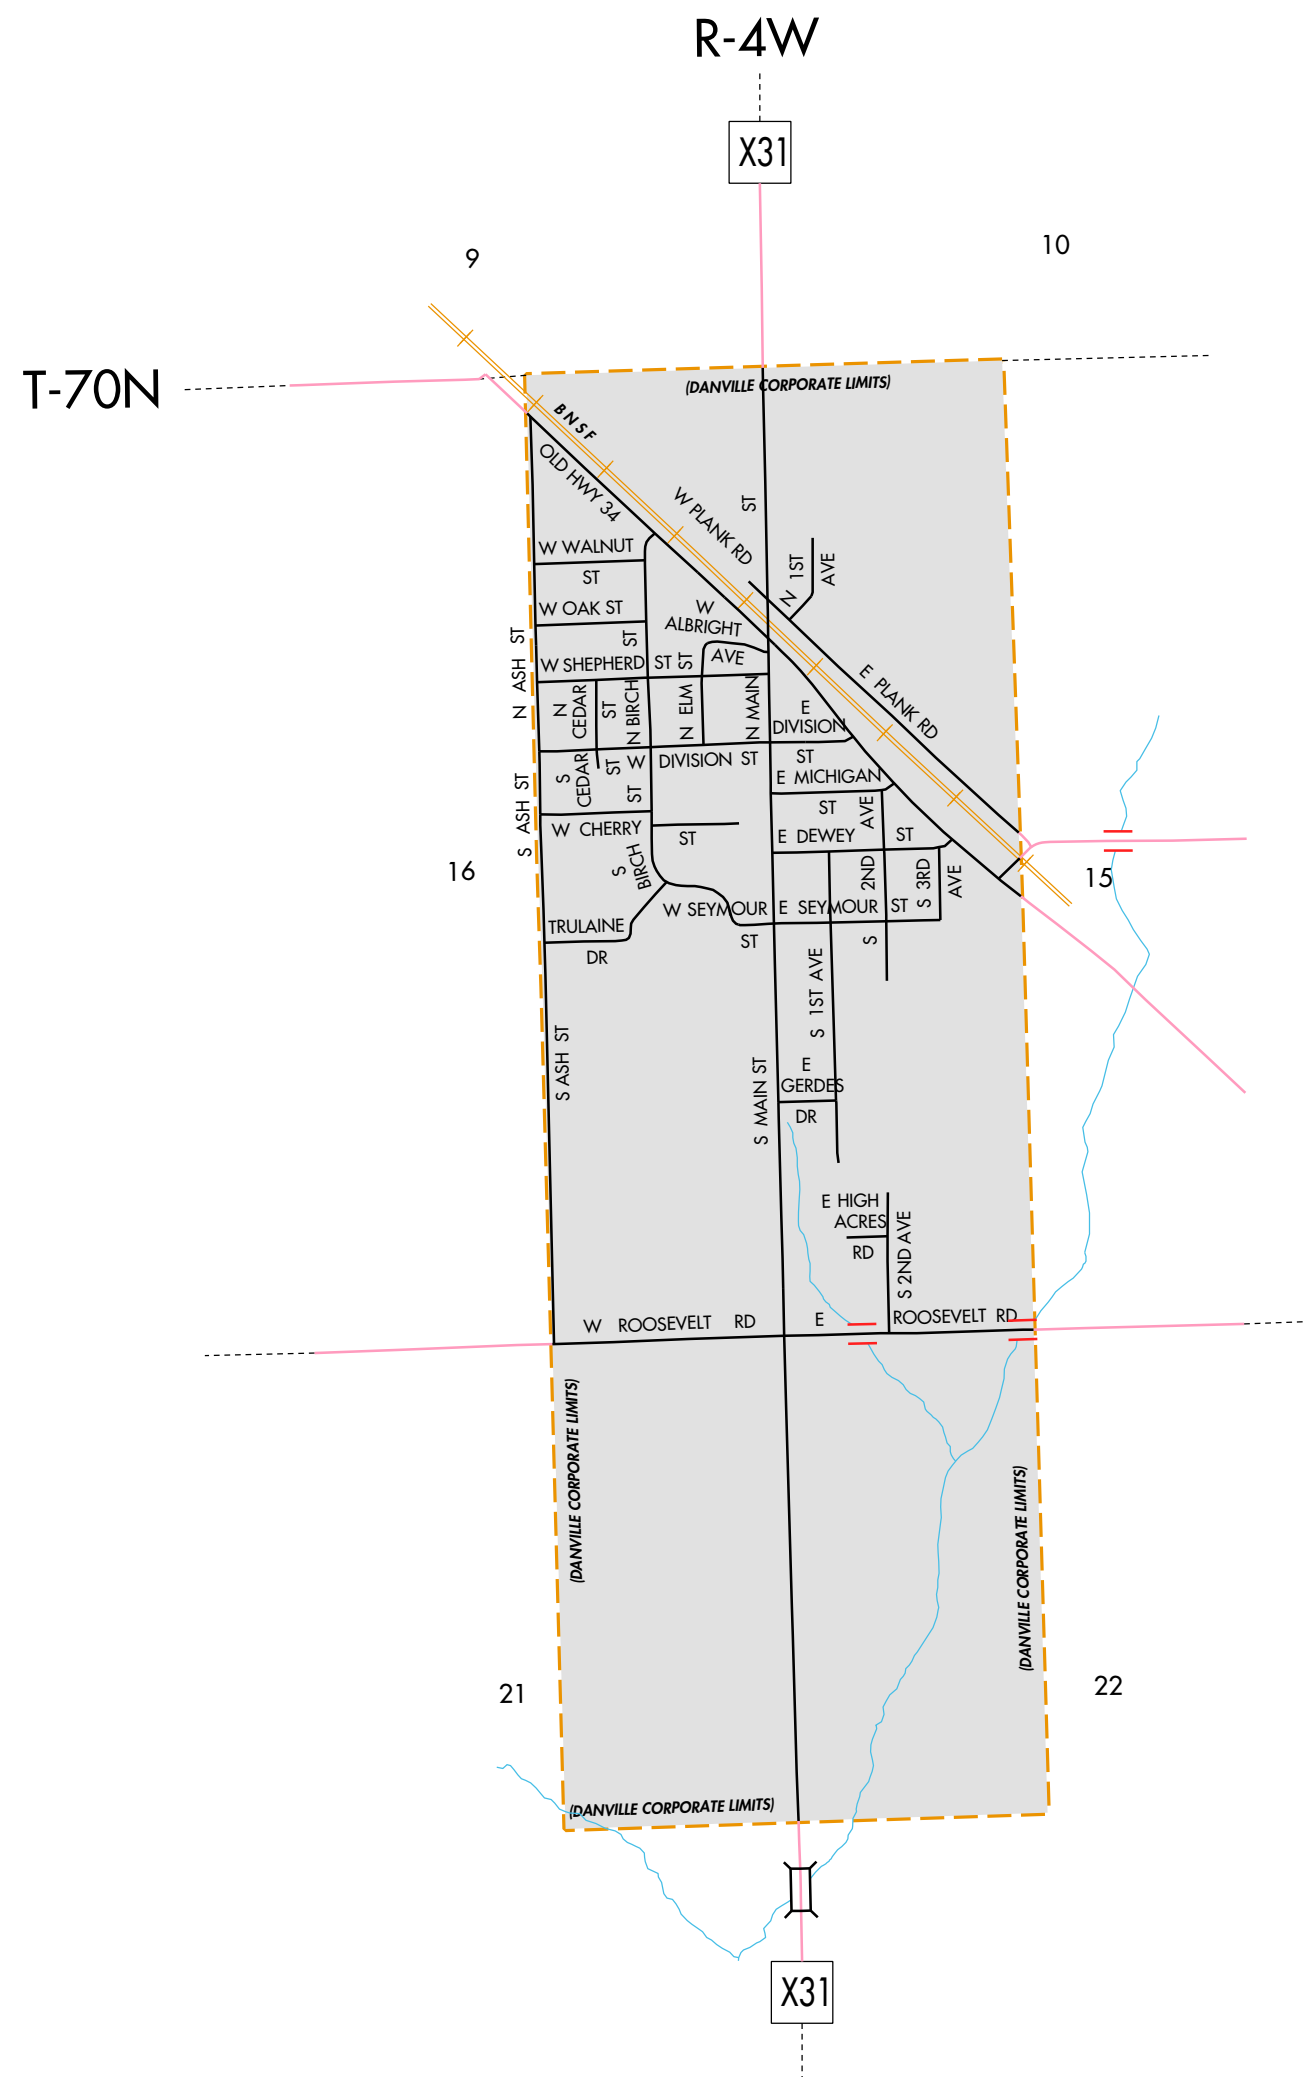 R-4W
X31
9
10
T-70N
(DANVILLE CORPORATE LIMITS)
BNSF
OLD HWY 34
W PLANK RD
ST
N 1ST
AVE
W WALNUT
ST
W OAK ST
W
ALBRIGHT
AVE
N ASH ST
ST
W SHEPHERD ST
ST
E PLANK RD
N
CEDAR
ST
N BIRCH
N ELM
N MAIN
E
DIVISION
ST
W DIVISION ST
S ASH ST
S
CEDAR
ST
ST
E MICHIGAN
ST
AVE
W CHERRY
ST
E DEWEY ST
S
BIRCH
16
15
2ND
S
S 3RD
AVE
W SEYMOUR
ST
E SEYMOUR ST
TRULAINE
DR
S 1ST AVE
S ASH ST
S MAIN ST
E
GERDES
DR
E HIGH
ACRES
RD
S 2ND AVE
W ROOSEVELT RD
E ROOSEVELT RD
(DANVILLE CORPORATE LIMITS)
(DANVILLE CORPORATE LIMITS)
21
22
(DANVILLE CORPORATE LIMITS)
X31